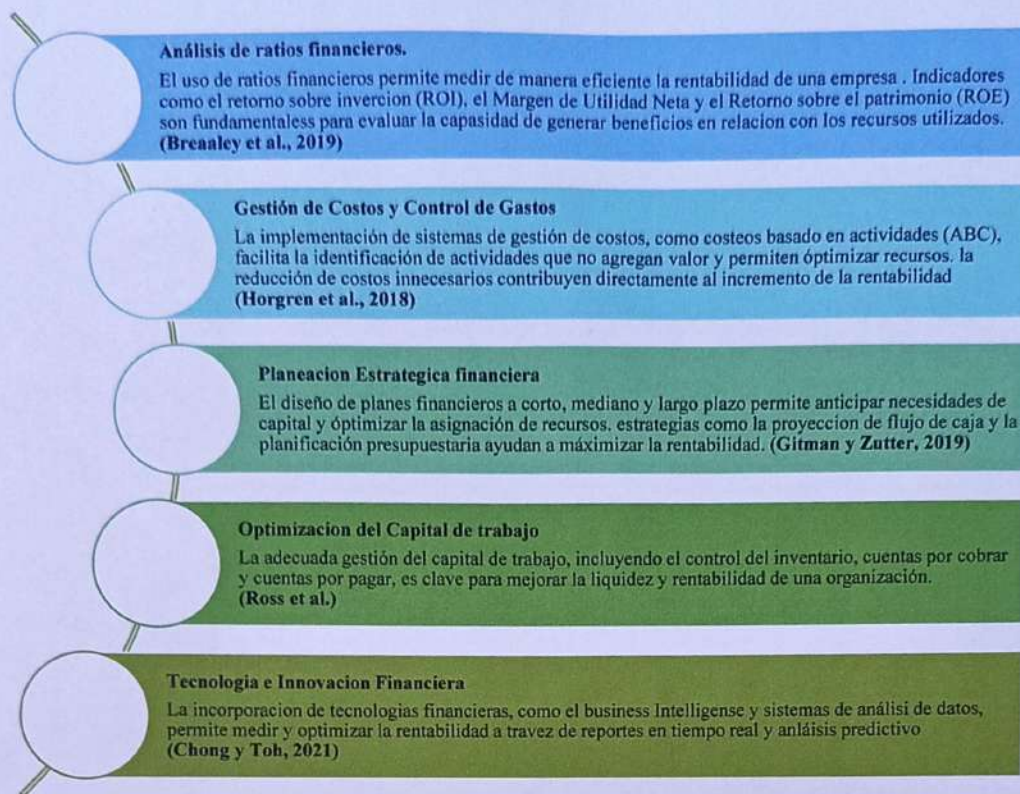 Análisis de ratios financieros.
El uso de ratios financieros permite medir de manera eficiente la rentabilidad de una empresa . Indicadores
como el retorno sobre invercion (ROI), el Margen de Utilidad Neta y el Retorno sobre el patrimonio (ROE)
son fundamentaless para evaluar la capasidad de generar beneficios en relacion con los recursos utilizados.
(Breaaley et al., 2019)
Gestión de Costos y Control de Gastos
La implementación de sistemas de gestión de costos, como costeos basado en actividades (ABC),
facilita la identificación de actividades que no agregan valor y permiten óptimizar recursos. la
reducción de costos innecesarios contribuyen directamente al incremento de la rentabilidad
(Horgren et al., 2018)
Planeacion Estrategica financiera
El diseño de planes financieros a corto, mediano y largo plazo permite anticipar necesidades de
capital y óptimizar la asignación de recursos. estrategias como la proyeccion de flujo de caja y la
planificación presupuestaria ayudan a máximizar la rentabilidad. (Gitman y Zutter, 2019)
Optimizacion del Capital de trabajo
La adecuada gestión del capital de trabajo, incluyendo el control del inventario, cuentas por cobrar
y cuentas por pagar, es clave para mejorar la liquidez y rentabilidad de una organización.
(Ross et al.)
Tecnologia e Innovacion Financiera
La incorporacion de tecnologias financieras, como el business Intelligense y sistemas de análisi de datos,
permite medir y optimizar la rentabilidad a travez de reportes en tiempo real y anláisis predictivo
(Chong y Toh, 2021)